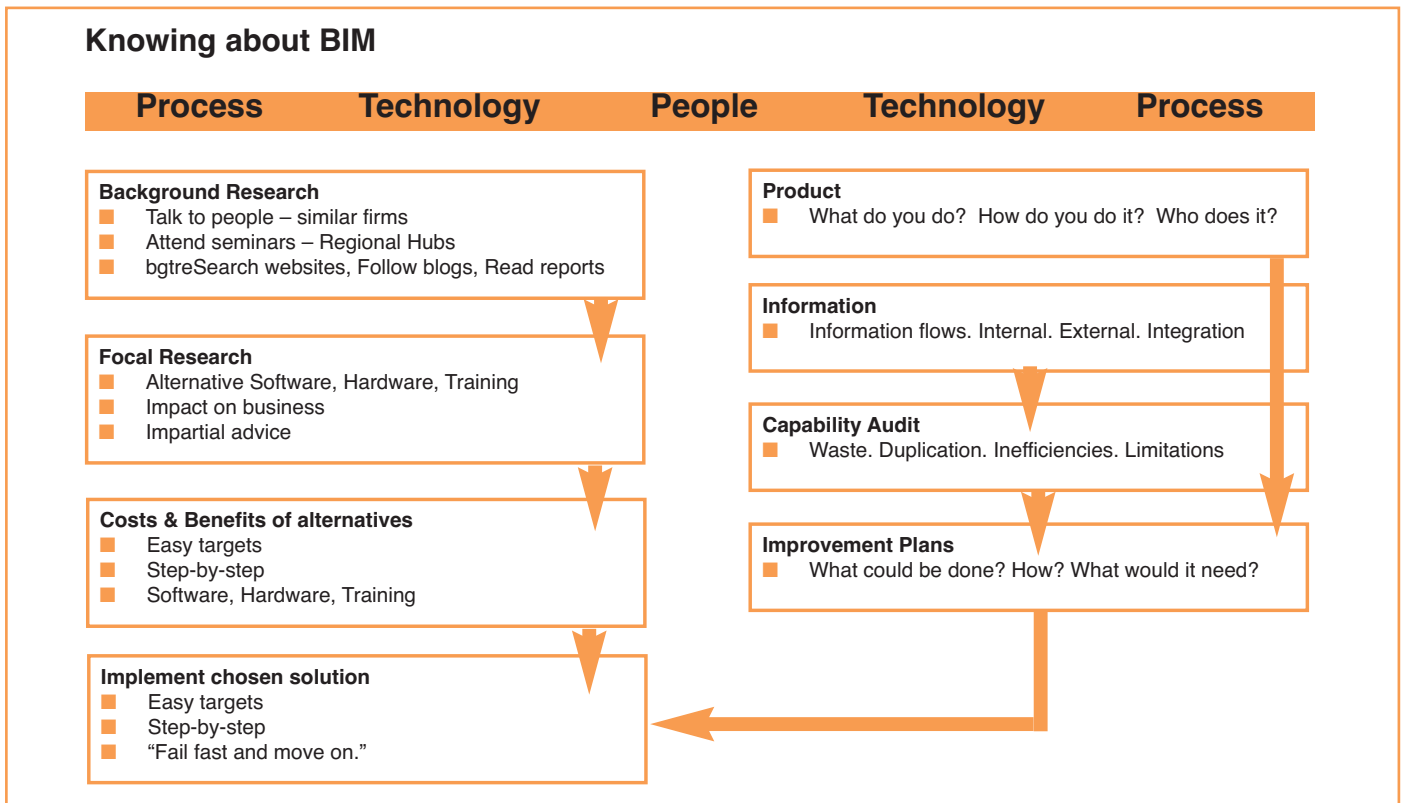 Knowing about BIM
Process Technology People Technology Process
Background Research
■ Talk to people – similar firms
■ Attend seminars – Regional Hubs
■ bgtreSearch websites, Follow blogs, Read reports
Focal Research
■ Alternative Software, Hardware, Training
■ Impact on business
■ Impartial advice
Costs & Benefits of alternatives
■ Easy targets
■ Step-by-step
■ Software, Hardware, Training
Implement chosen solution
■ Easy targets
■ Step-by-step
■ “Fail fast and move on.”
Product
■ What do you do? How do you do it? Who does it?
Information
■ Information flows. Internal. External. Integration
Capability Audit
■ Waste. Duplication. Inefficiencies. Limitations
Improvement Plans
■ What could be done? How? What would it need?